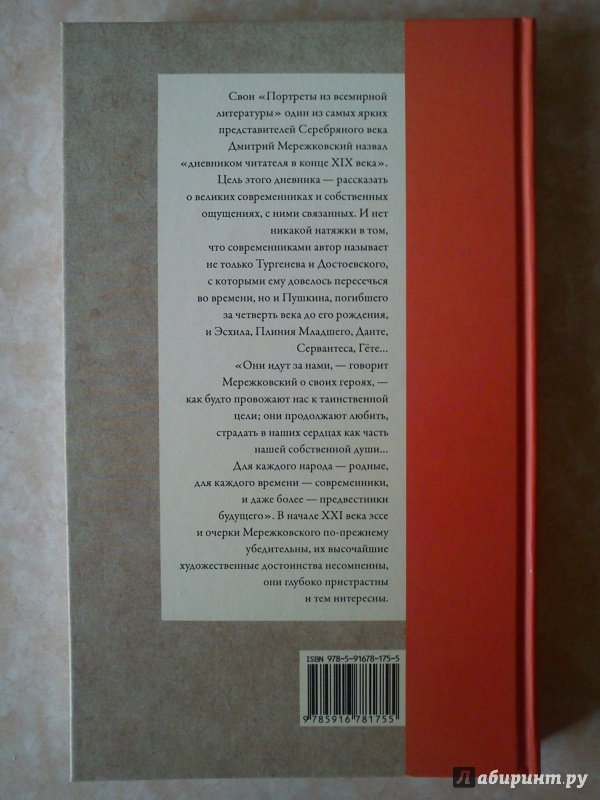 Свои «Портреты из всемирной
литературы» один из самых ярких
представителей Серебряного века
Дмитрий Мережковский назвал
«дневником читателя в конце XIX века».
Цель этого дневника — рассказать
о великих современниках и собственных
ощущениях, с ними связанных. И нет
никакой натяжки в том,
что современниками автор называет
не только Тургенева и Достоевского,
с которыми ему довелось пересечься
во времени, но и Пушкина, погибшего
за четверть века до его рождения,
и Эсхила, Плиния Младшего, Данте,
Сервантеса, Гёте...
«Они идут за нами, — говорит
Мережковский о своих героях, —
как будто провожают нас к таинственной
цели; они продолжают любить,
страдать в наших сердцах как часть
нашей собственной души...
Для каждого народа — родные,
для каждого времени — современники,
и даже более — предвестники
будущего». В начале XXI века эссе
и очерки Мережковского по-прежнему
убедительны, их высочайшие
художественные достоинства несомненны,
они глубоко пристрастны
и тем интересны.
ISBN 978-5-91678-175-5
9 785916 781755
Лабиринт.ру